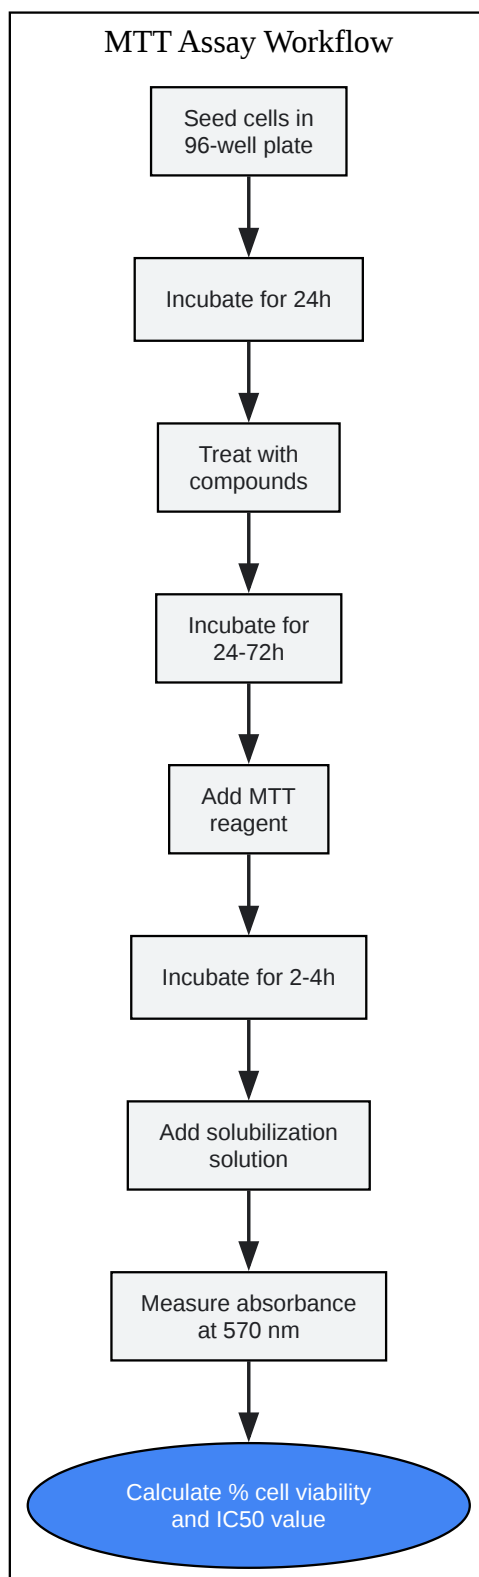 MTT Assay Workflow
Seed cells in
96-well plate
Incubate for 24h
Treat with
compounds
Incubate for
24-72h
Add MTT
reagent
Incubate for 2-4h
Add solubilization
solution
Measure absorbance
at 570 nm
Calculate % cell viability
and IC50 value